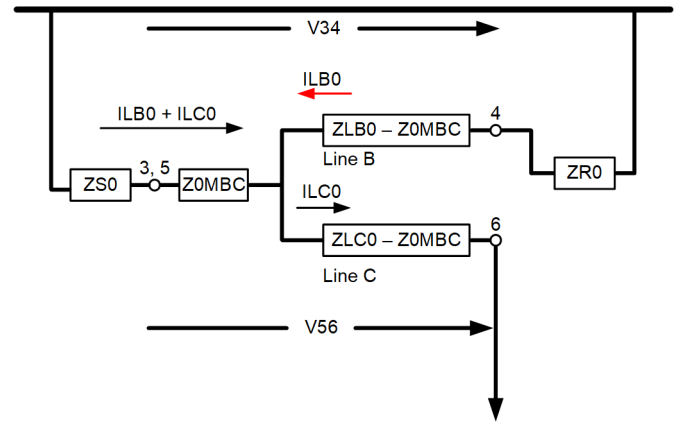 V34
ILB0
ILB0 + ILC0
ZLB0 – Z0MBC
4
Line B
3, 5
ZS0
Z0MBC
ZR0
ILC0
6
ZLC0 – Z0MBC
Line C
V56